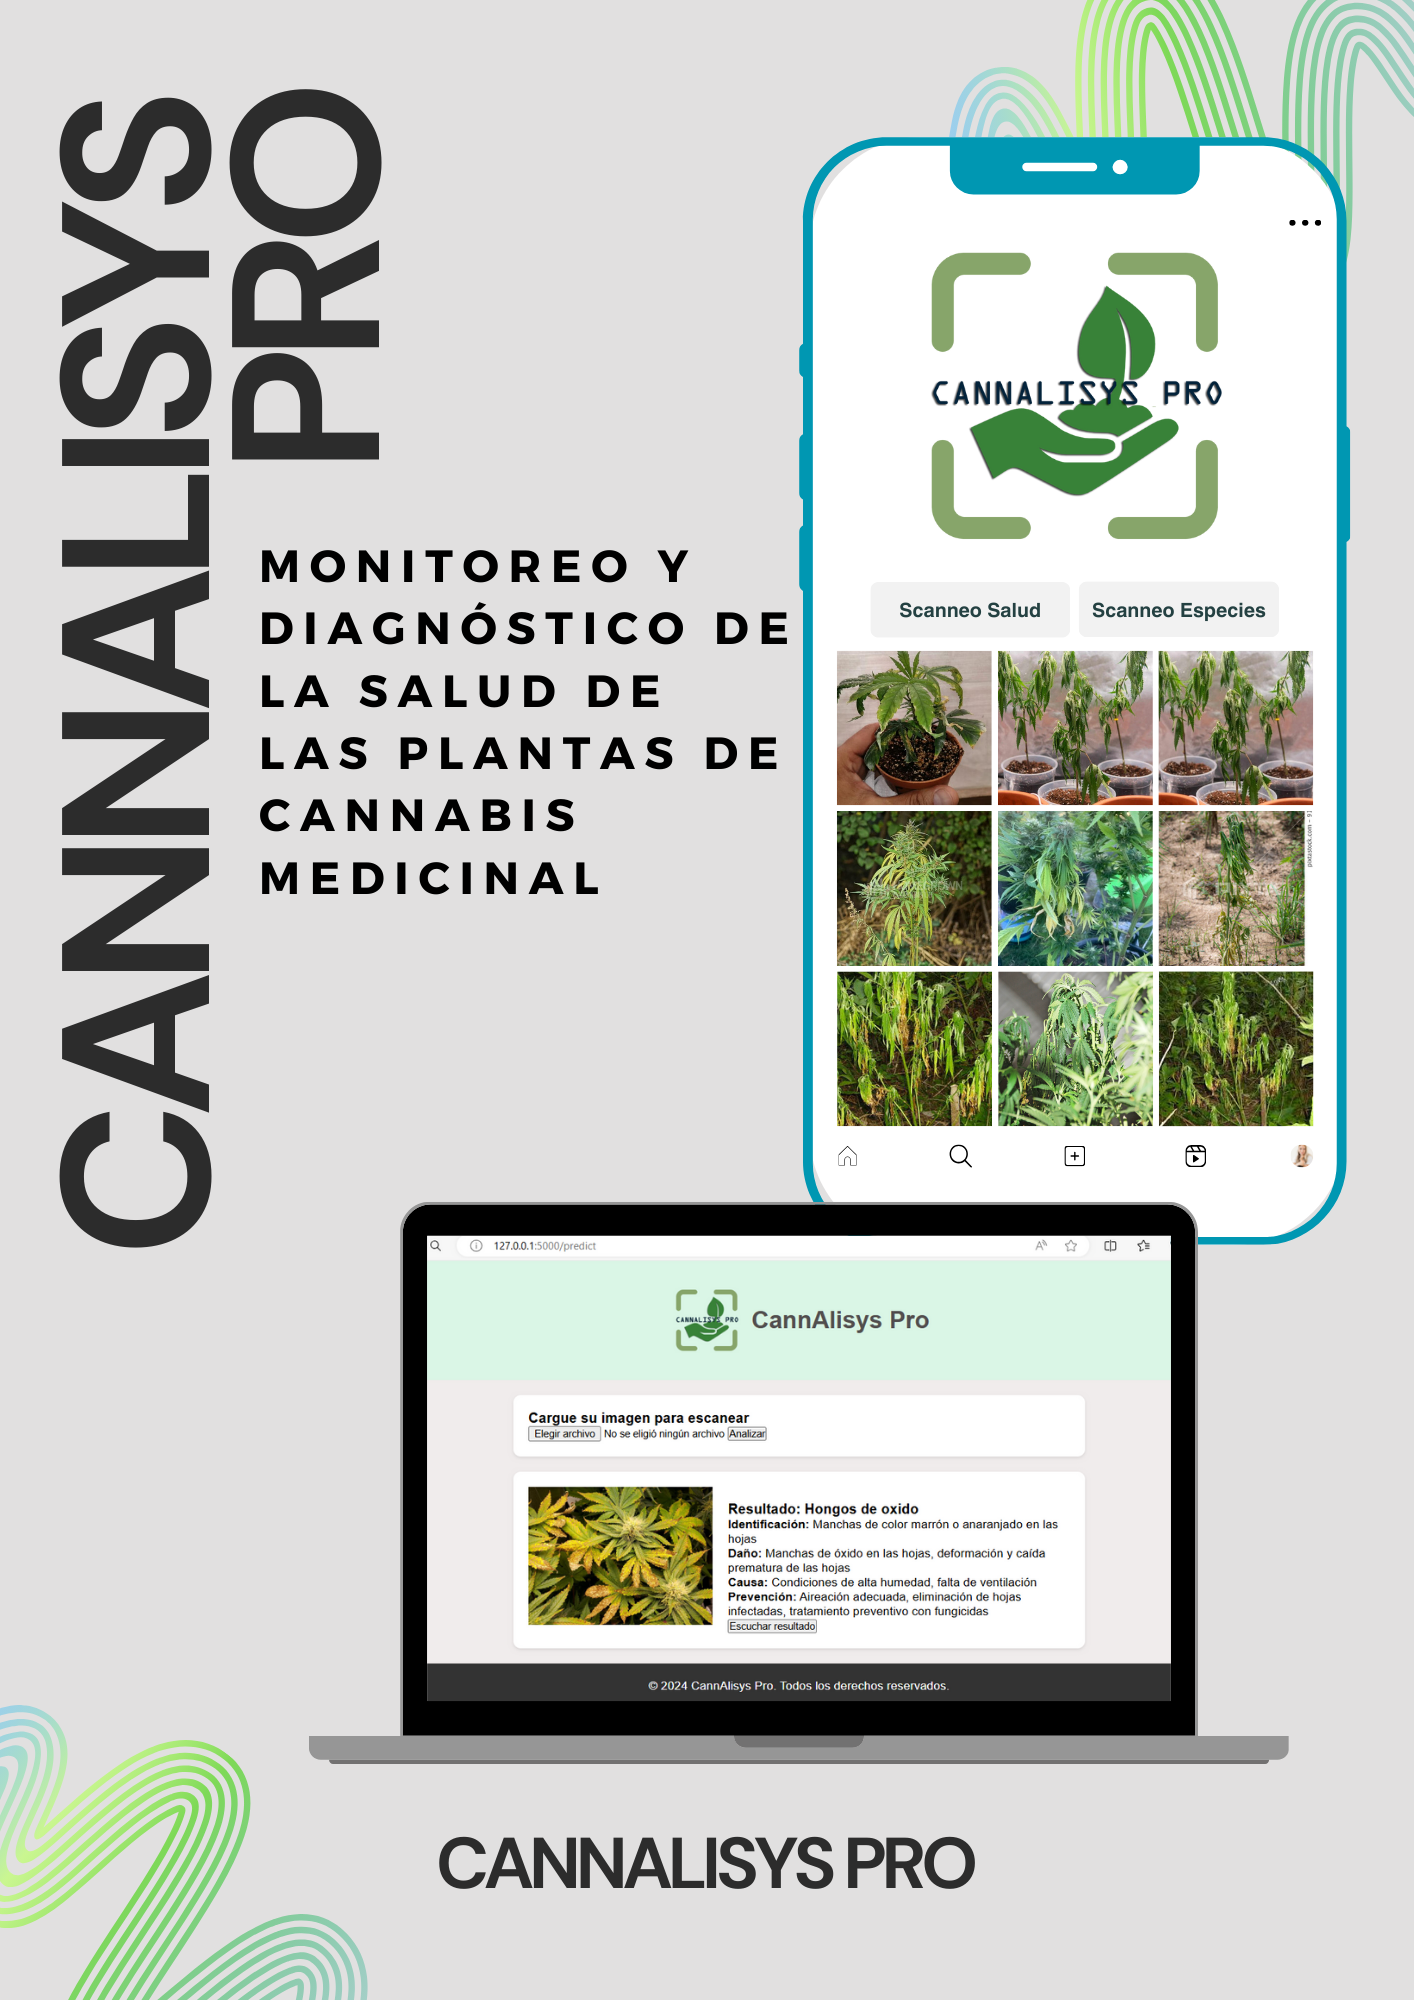 CANNALISYS
PRO
MONITOREO Y
DIAGNÓSTICO DE
LA SALUD DE
LAS PLANTAS DE
CANNABIS
MEDICINAL
CANNALISYS PRO
Scanneo Salud
Scanneo Especies
127.0.0.1:5000/predict
CANNALISYS PRO
CannAlisys Pro
Cargue su imagen para escanear
Elegir archivo No se eligió ningún archivo Analizar
Resultado: Hongos de oxido
Identificación: Manchas de color marrón o anaranjado en las
hojas
Daño: Manchas de óxido en las hojas, deformación y caída
prematura de las hojas
Causa: Condiciones de alta humedad, falta de ventilación
Prevención: Aireación adecuada, eliminación de hojas
infectadas, tratamiento preventivo con fungicidas
Escuchar resultado
© 2024 CannAlisys Pro. Todos los derechos reservados.
CANNALISYS PRO